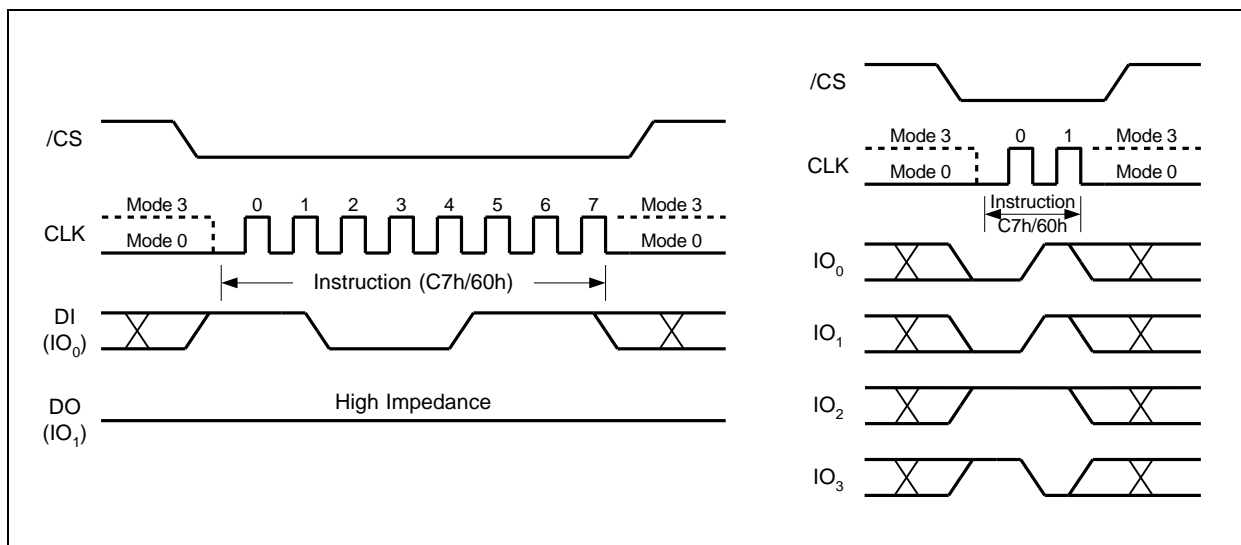 /CS
Mode 3
0 1 2 3 4 5 6 7
Mode 3
CLK
Mode 0
Mode 0
Instruction (C7h/60h)
DI
(IO0)
High Impedance
DO
(IO1)
/CS
Mode 3
0 1
Mode 3
CLK
Mode 0
Mode 0
Instruction
C7h/60h
IO0
IO1
IO2
IO3